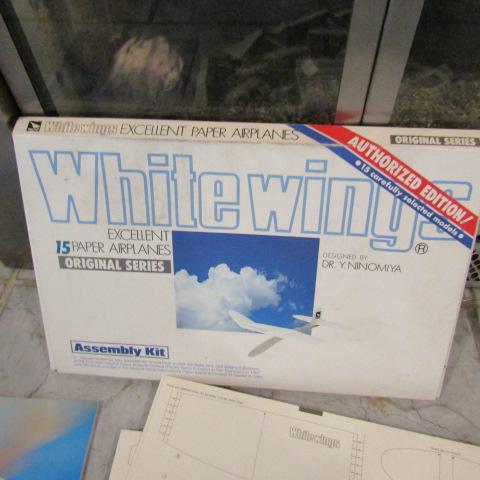 Whitewings EXCELLENT PAPER AIRPLANES
ORIGINAL SERIES
AUTHORIZED EDITION!
• 15 carefully selected models •
White wings®
EXCELLENT
15 PAPER AIRPLANES
ORIGINAL SERIES
DESIGNED BY
DR. Y. NINOMIYA
Assembly Kit
Whitewings